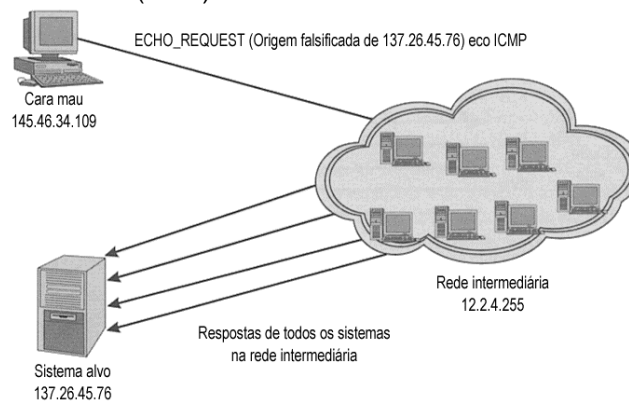 ECHO_REQUEST (Origem falsificada de 137.26.45.76) eco ICMP
Cara mau
145.46.34.109
Rede intermediária
12.2.4.255
Respostas de todos os sistemas
na rede intermediária
Sistema alvo
137.26.45.76